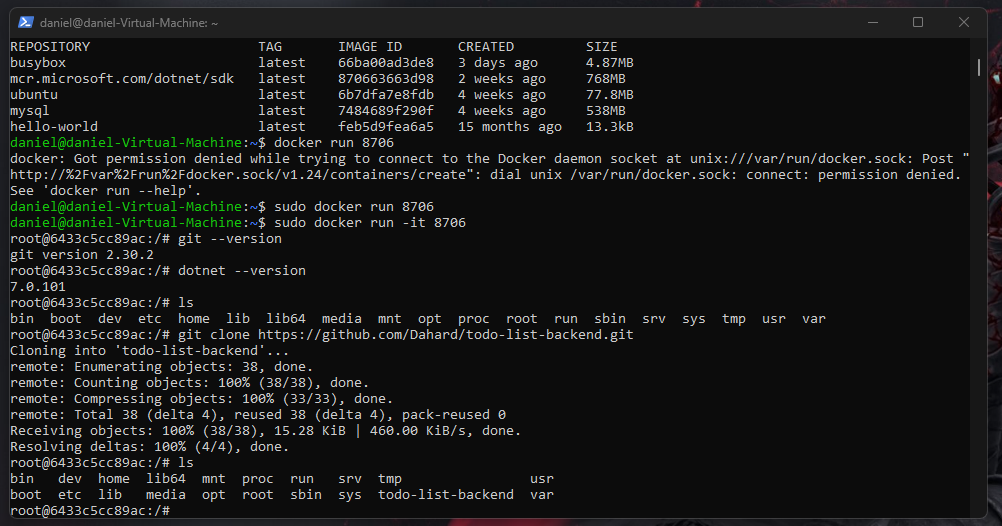 daniel@daniel-Virtual-Machine: ~
REPOSITORY TAG IMAGE ID CREATED SIZE
busybox latest 66ba00ad3de8 3 days ago 4.87MB
mcr.microsoft.com/dotnet/sdk latest 870663663d98 2 weeks ago 768MB
ubuntu latest 6b7dfa7e8fdb 4 weeks ago 77.8MB
mysql latest 7484689f290f 4 weeks ago 538MB
hello-world latest feb5d9fea6a5 15 months ago 13.3kB
daniel@daniel-Virtual-Machine:~$ docker run 8706
docker: Got permission denied while trying to connect to the Docker daemon socket at unix:///var/run/docker.sock: Post "
http://%2Fvar%2Frun%2Fdocker.sock/v1.24/containers/create": dial unix /var/run/docker.sock: connect: permission denied.
See 'docker run --help'.
daniel@daniel-Virtual-Machine:~$ sudo docker run 8706
daniel@daniel-Virtual-Machine:~$ sudo docker run -it 8706
root@6433c5cc89ac:/# git --version
git version 2.30.2
root@6433c5cc89ac:/# dotnet --version
7.0.101
root@6433c5cc89ac:/# ls
bin boot dev etc home lib lib64 media mnt opt proc root run sbin srv sys tmp usr var
root@6433c5cc89ac:/# git clone https://github.com/Dahard/todo-list-backend.git
Cloning into 'todo-list-backend'...
remote: Enumerating objects: 38, done.
remote: Counting objects: 100% (38/38), done.
remote: Compressing objects: 100% (33/33), done.
remote: Total 38 (delta 4), reused 38 (delta 4), pack-reused 0
Receiving objects: 100% (38/38), 15.28 KiB | 460.00 KiB/s, done.
Resolving deltas: 100% (4/4), done.
root@6433c5cc89ac:/# ls
bin dev home lib64 mnt proc run srv tmp usr
boot etc lib media opt root sbin sys todo-list-backend var
root@6433c5cc89ac:/#